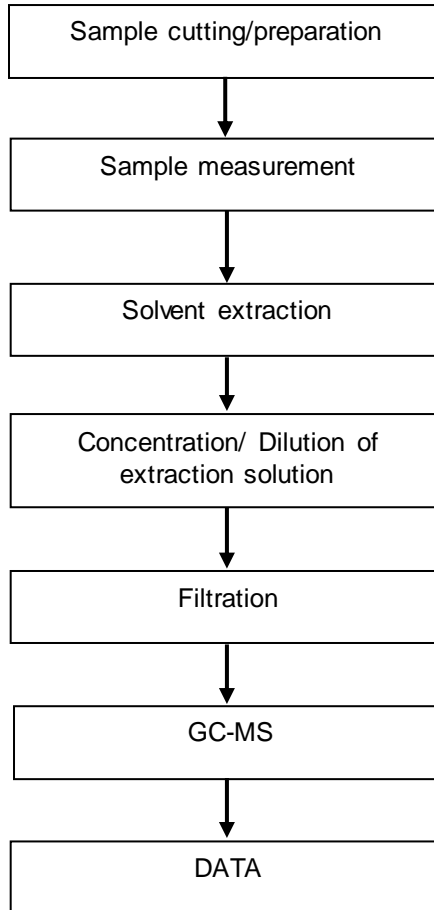 Sample cutting/preparation
Sample measurement
Solvent extraction
Concentration/ Dilution of
extraction solution
Filtration
GC-MS
DATA